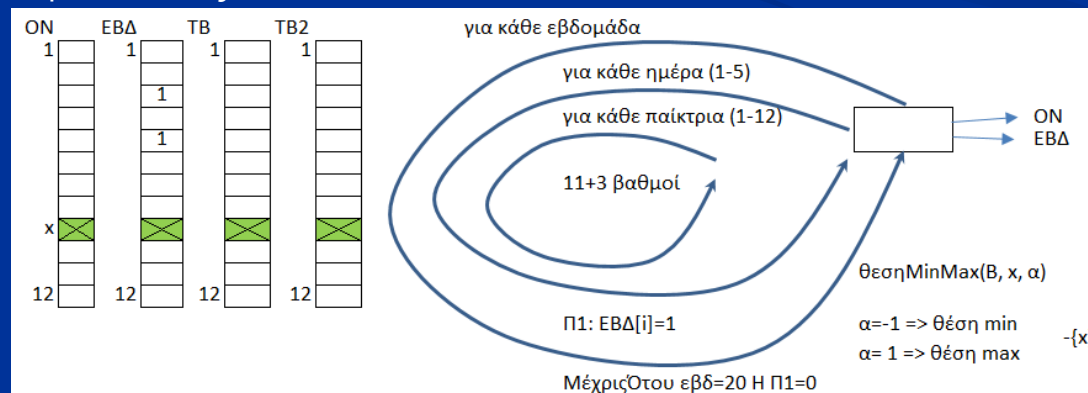 ΟΝ ΕΒΔ ΤΒ ΤΒ2
1 1 1 1
1
1
x
12 12 12 12
για κάθε εβδομάδα
για κάθε ημέρα (1-5)
για κάθε παίκτρια (1-12)
11+3 βαθμοί
ΟΝ
ΕΒΔ
θεσηMinMax(Β, x, α)
Π1: ΕΒΔ[i]=1
α=-1 => θέση min
α= 1 => θέση max
-{x
ΜέχριςΌτου εβδ=20 Η Π1=0